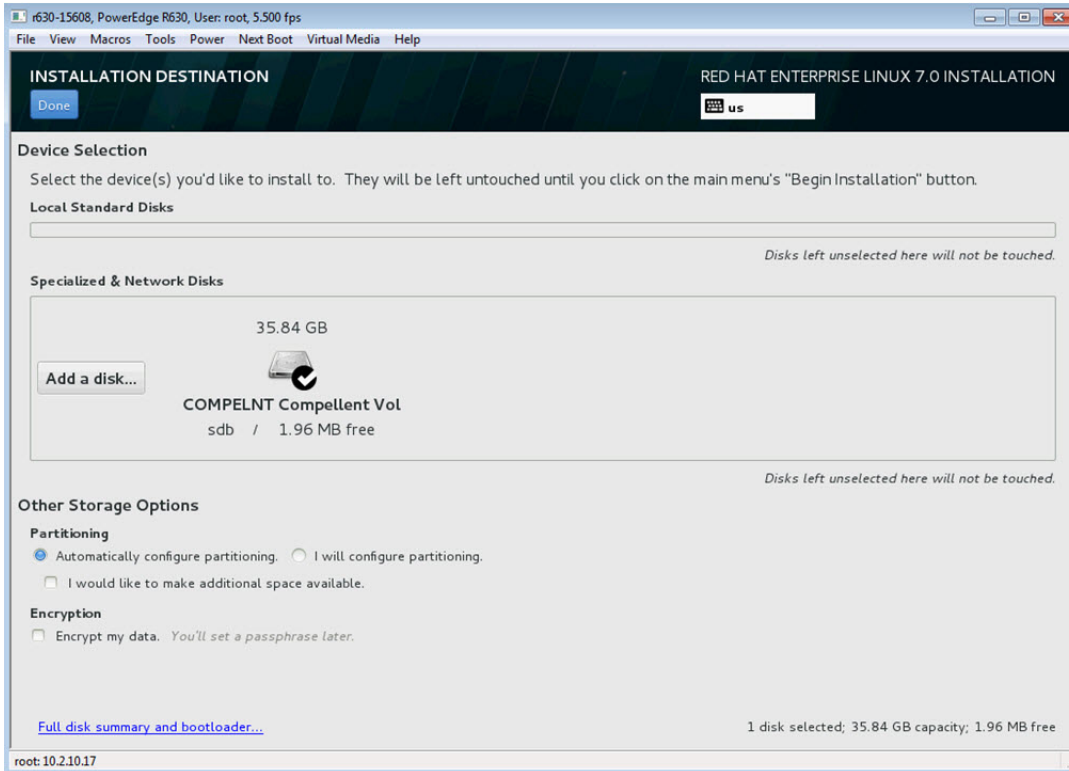 r630-15608, PowerEdge R630, User: root, 5.500 fps
File View Macros Tools Power Next Boot Virtual Media Help
INSTALLATION DESTINATION
RED HAT ENTERPRISE LINUX 7.0 INSTALLATION
Done
us
Device Selection
Select the device(s) you'd like to install to. They will be left untouched until you click on the main menu's "Begin Installation" button.
Local Standard Disks
Disks left unselected here will not be touched.
Specialized & Network Disks
35.84 GB
Add a disk...
COMPELNT Compellent Vol
sdb / 1.96 MB free
Disks left unselected here will not be touched.
Other Storage Options
Partitioning
Automatically configure partitioning. I will configure partitioning.
I would like to make additional space available.
Encryption
Encrypt my data. You'll set a passphrase later.
Full disk summary and bootloader...
1 disk selected; 35.84 GB capacity; 1.96 MB free
root: 10.2.10.17